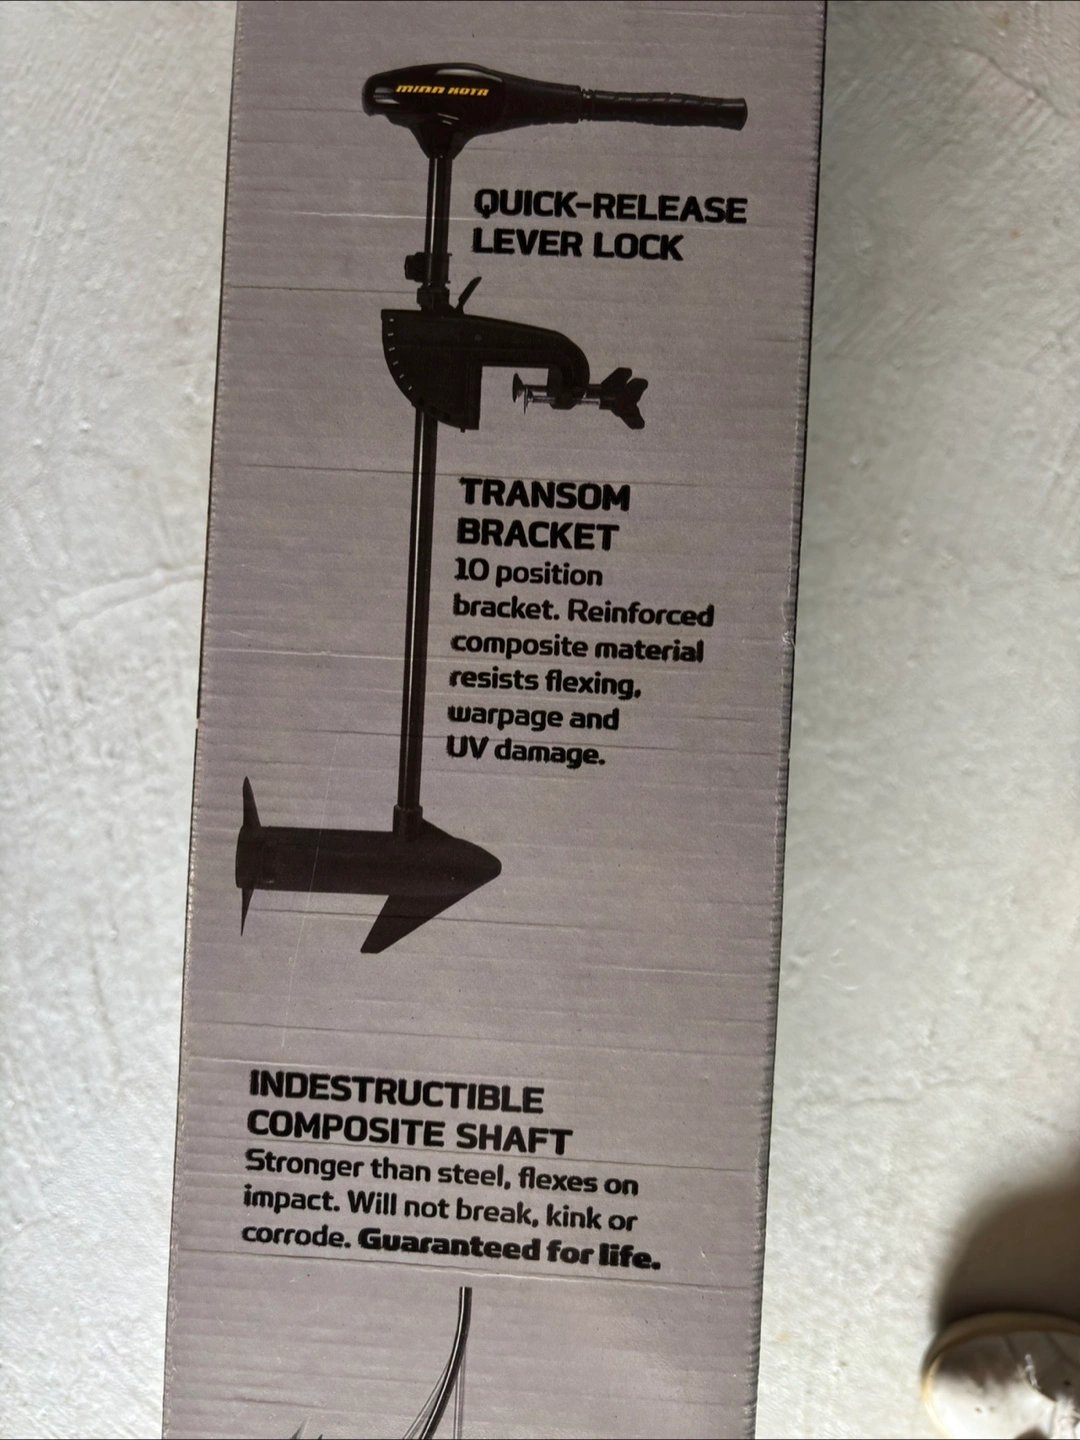 MINN KOTA
QUICK-RELEASE
LEVER LOCK
TRANSOM
BRACKET
10 position
bracket. Reinforced
composite material
resists flexing,
warpage and
UV damage.
INDESTRUCTIBLE
COMPOSITE SHAFT
Stronger than steel, flexes on
impact. Will not break, kink or
corrode. Guaranteed for life.